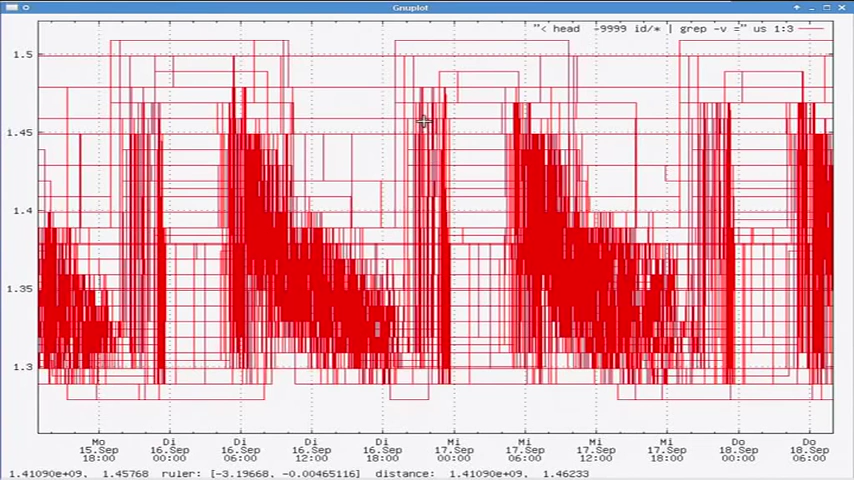 Gnuplot
"< head -9999 id/* | grep -v =" us 1:3
1.5
1.45
1.4
1.35
1.3
Mo Di Di Di Di Mi Mi Mi Mi Do Do
15.Sep 16.Sep 16.Sep 16.Sep 16.Sep 17.Sep 17.Sep 17.Sep 17.Sep 18.Sep 18.Sep
18:00 00:00 06:00 12:00 18:00 00:00 06:00 12:00 18:00 00:00 06:00
1.41090e+09, 1.45768 ruler: [-3.19668, -0.00465116] distance: 1.41090e+09, 1.46233